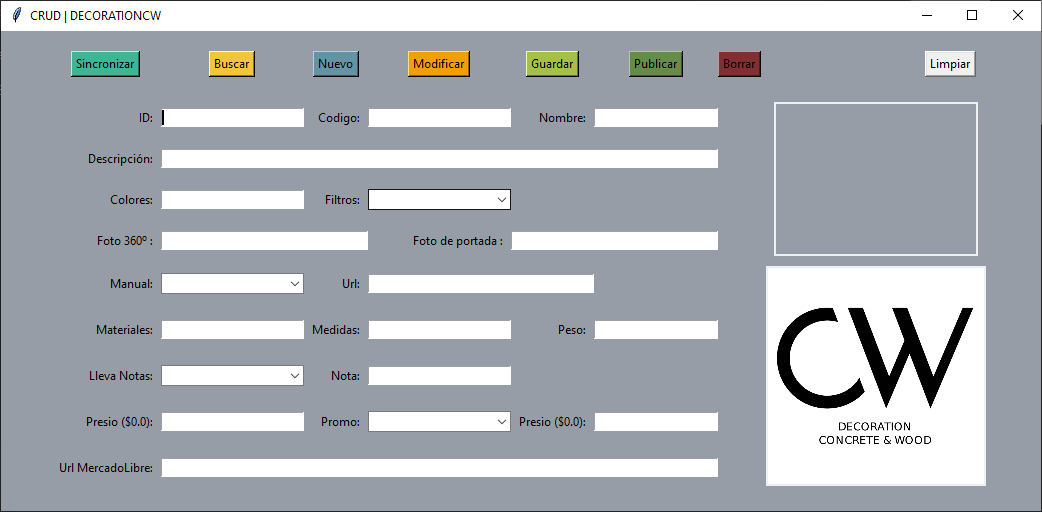 CRUD | DECORATIONCW
Sincronizar Buscar Nuevo Modificar Guardar Publicar Borrar Limpiar
ID: Codigo: Nombre:
Descripción:
Colores: Filtros:
Foto 360º : Foto de portada :
Manual: Url:
Materiales: Medidas: Peso:
Lleva Notas: Nota:
Presio ($0.0): Promo: Presio ($0.0):
Url MercadoLibre:
CW
DECORATION
CONCRETE & WOOD